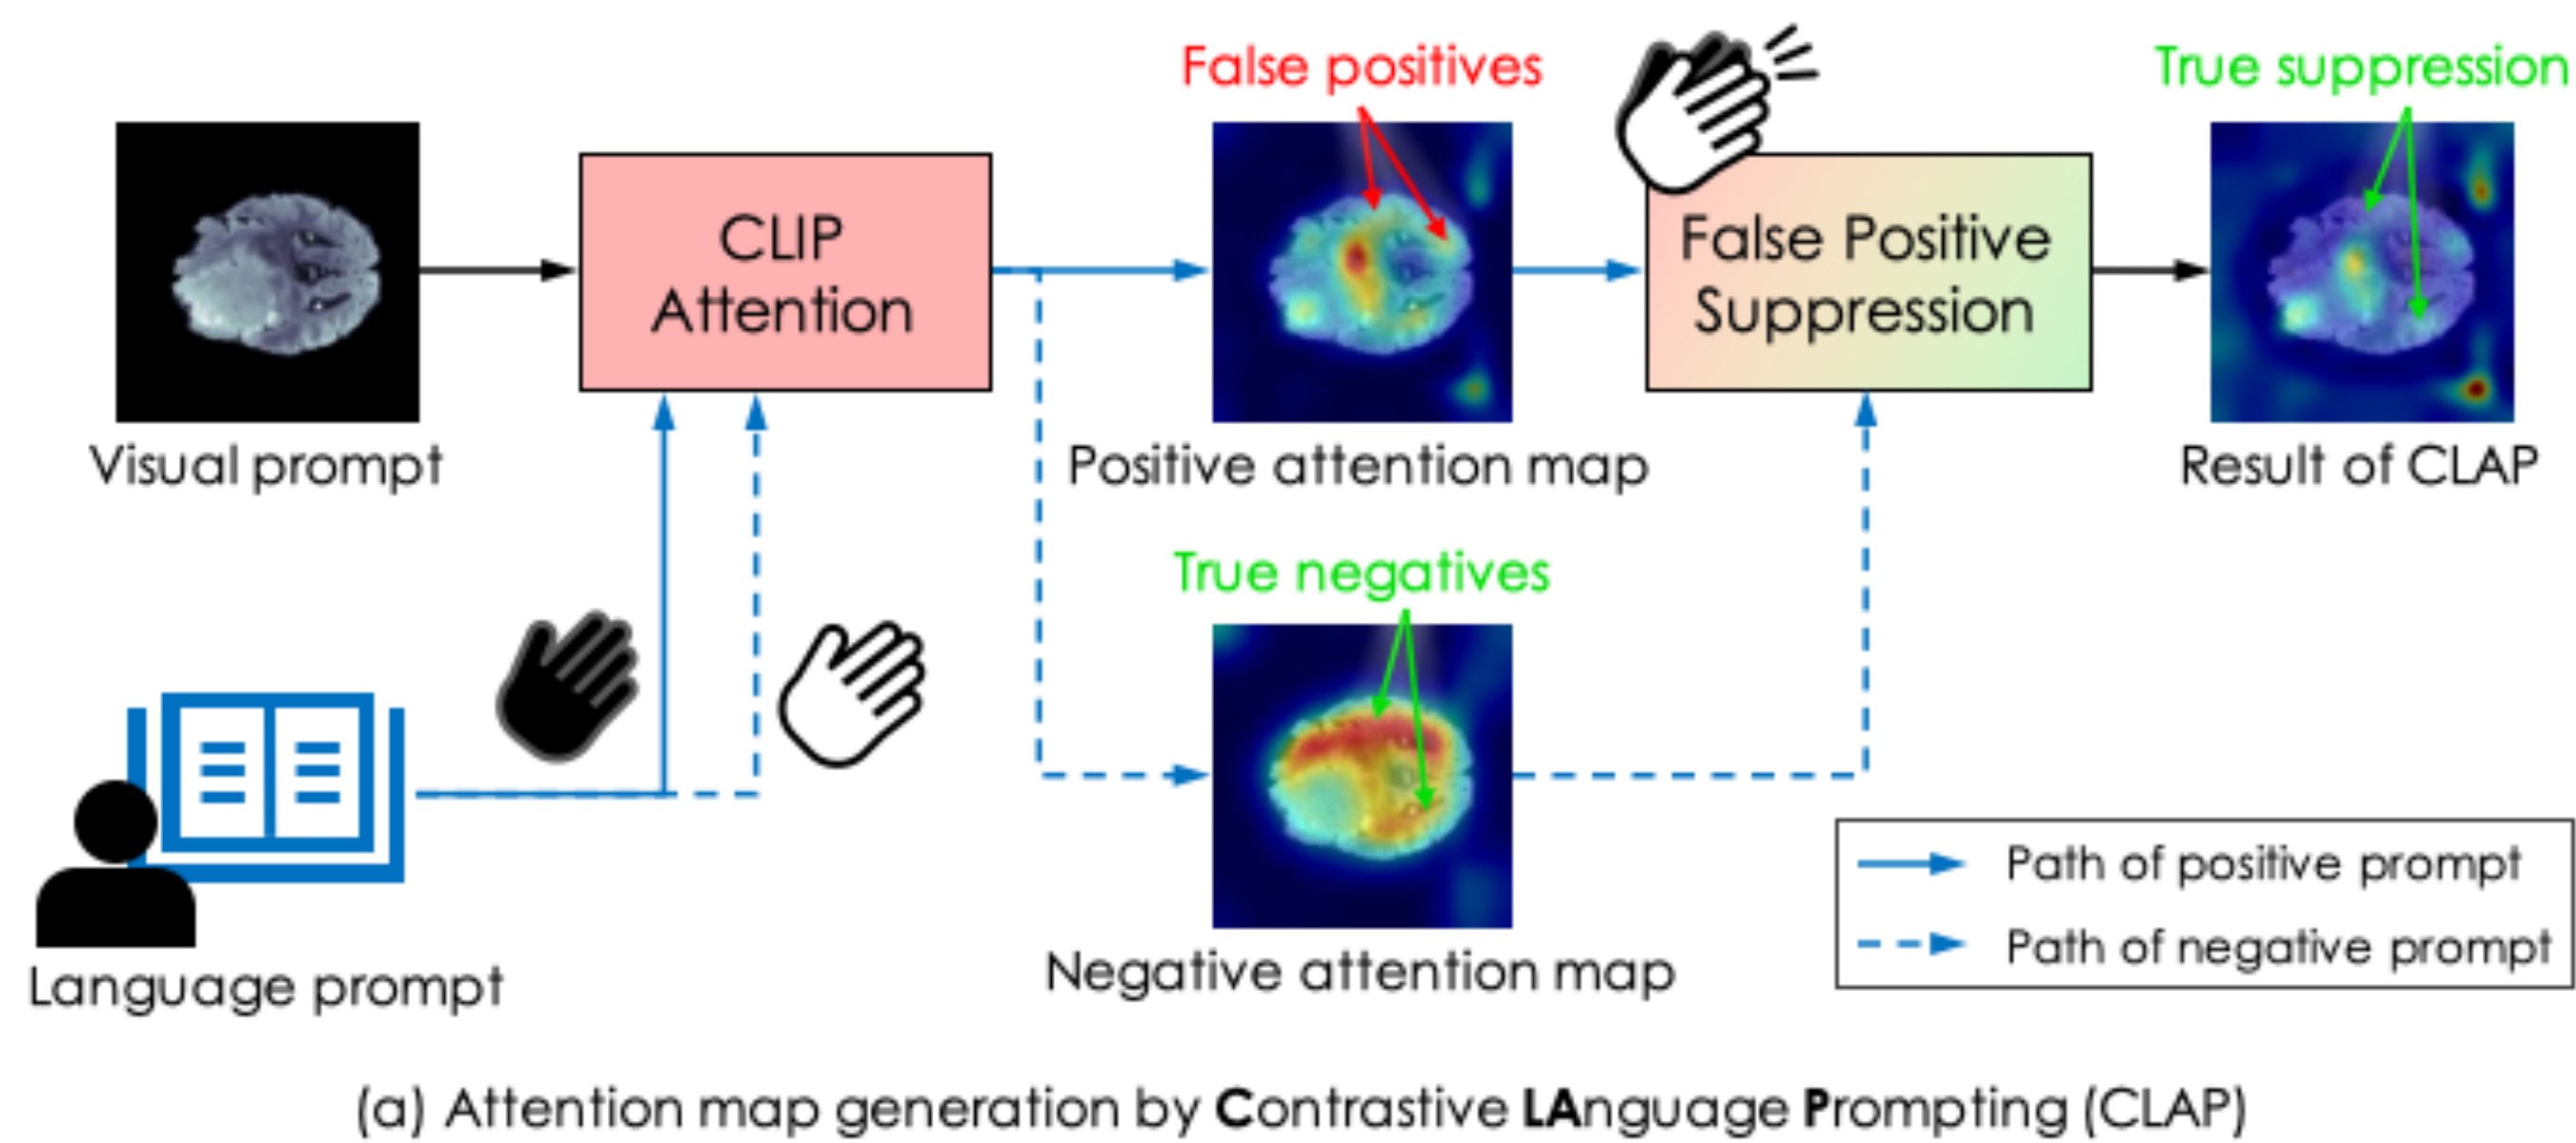 False positives
True suppression
CLIP
Attention
False Positive
Suppression
Visual prompt
Positive attention map
Result of CLAP
True negatives
Language prompt
Negative attention map
Path of positive prompt
Path of negative prompt
(a) Attention map generation by Contrastive LAnguage Prompting (CLAP)